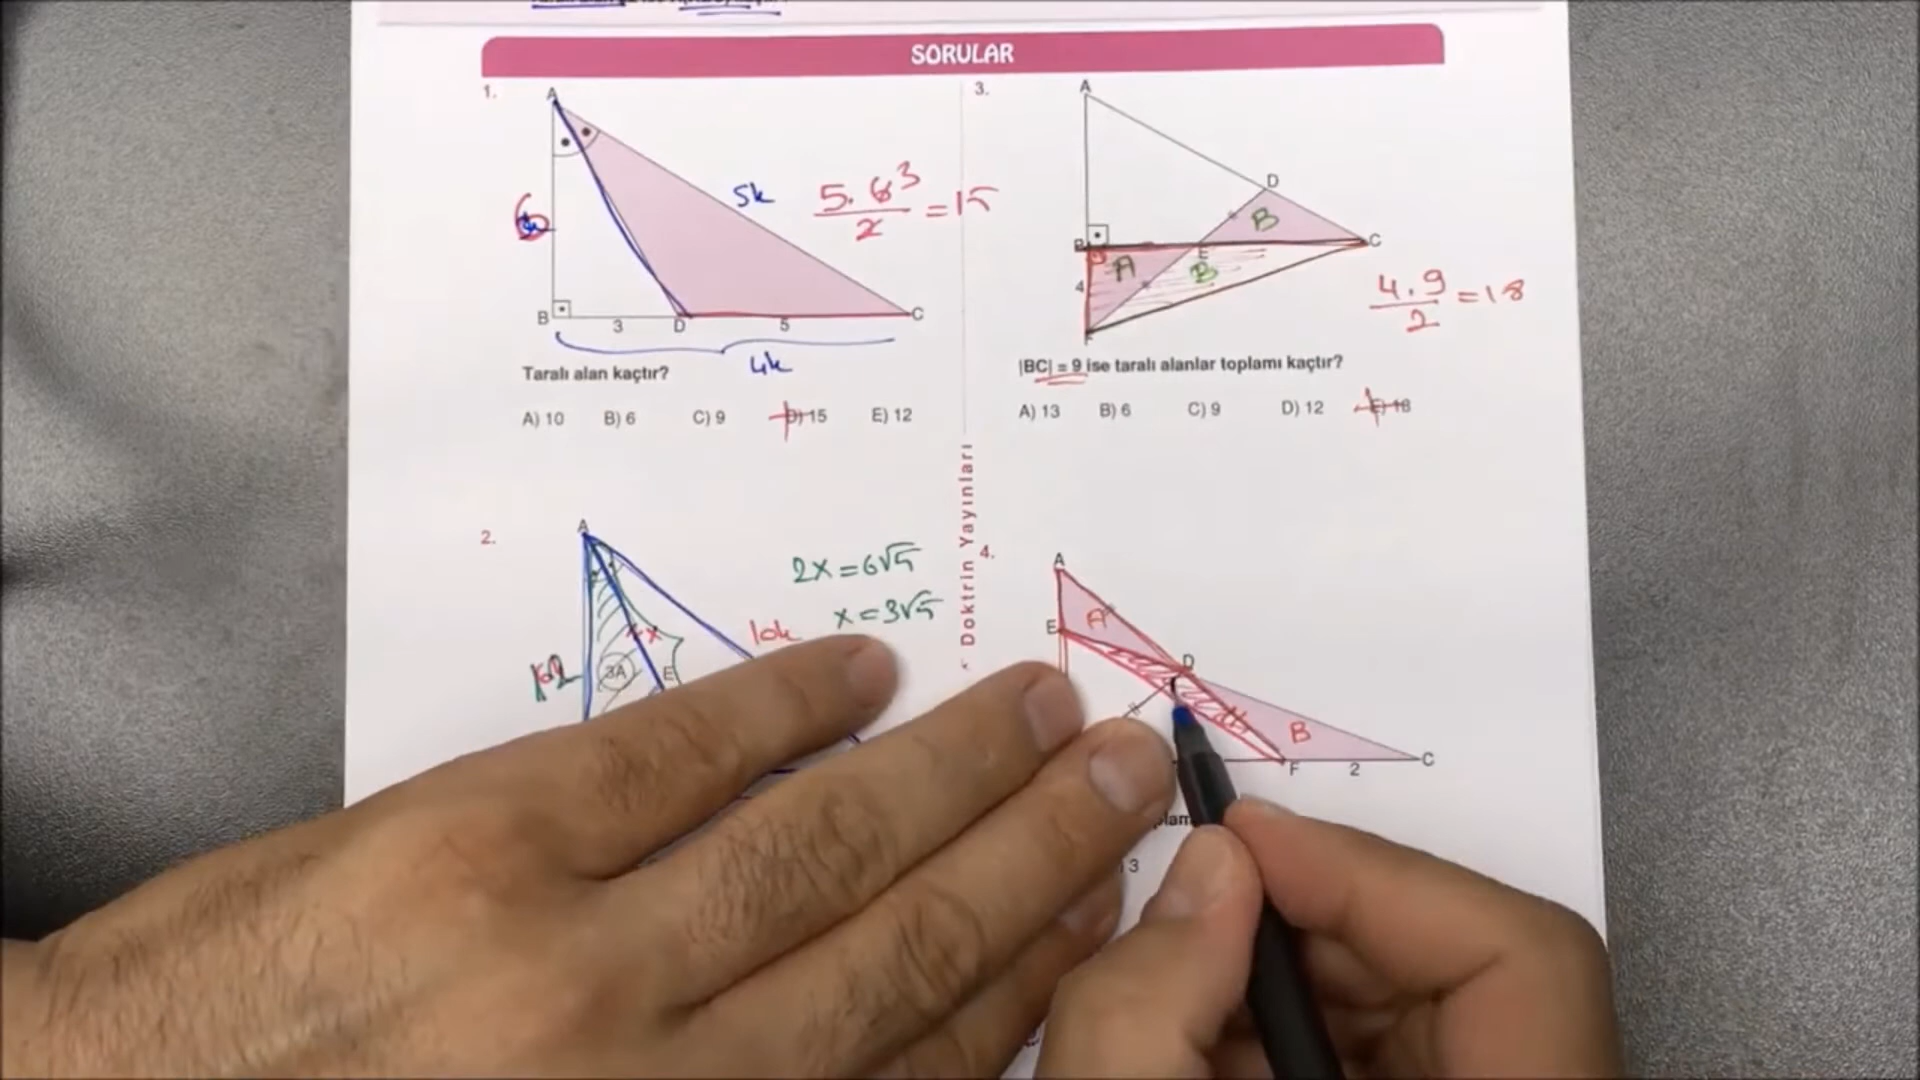 SORULAR
1.
A
5k
5.6 3
2
=15
6
B
3
D
5
C
4k
Taralı alan kaçtır?
A) 10 B) 6 C) 9 D) 15 E) 12
2.
A
2x=6√5
x=3√5
10k
x
3A
E
Doktrin Yayınları
3.
A
D
B
C
E
A
B
4
F
4.9
2
=18
|BC| = 9 ise taralı alanlar toplamı kaçtır?
A) 13 B) 6 C) 9 D) 12 E) 18
4.
A
A
E
D
B
F
2
C
3